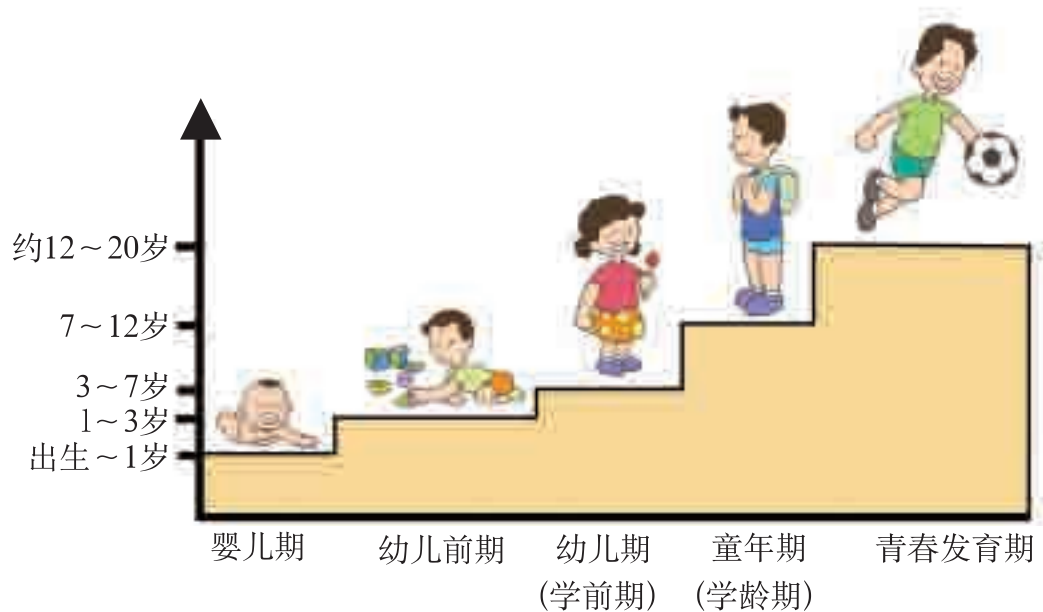 约12～20岁
7～12岁
3～7岁
1～3岁
出生～1岁
婴儿期
幼儿前期
幼儿期
(学前期)
童年期
(学龄期)
青春发育期